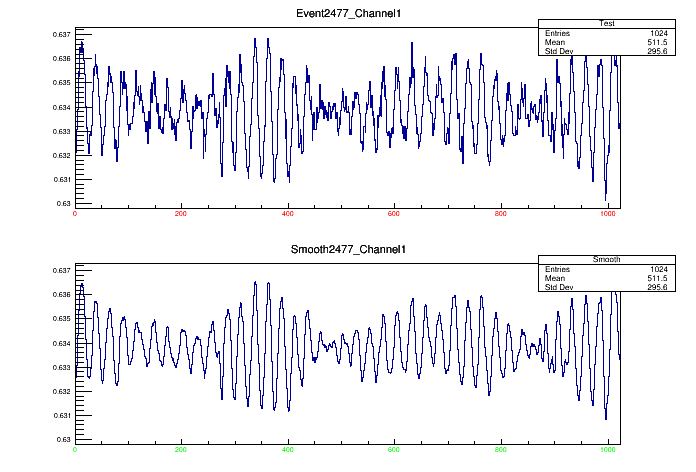 Event2477_Channel1
Test
Entries 1024
Mean 511.5
Std Dev 295.6
0.637
0.636
0.635
0.634
0.633
0.632
0.631
0.63
0 200 400 600 800 1000
Smooth2477_Channel1
Smooth
Entries 1024
Mean 511.5
Std Dev 295.6
0.637
0.636
0.635
0.634
0.633
0.632
0.631
0.63
0 200 400 600 800 1000